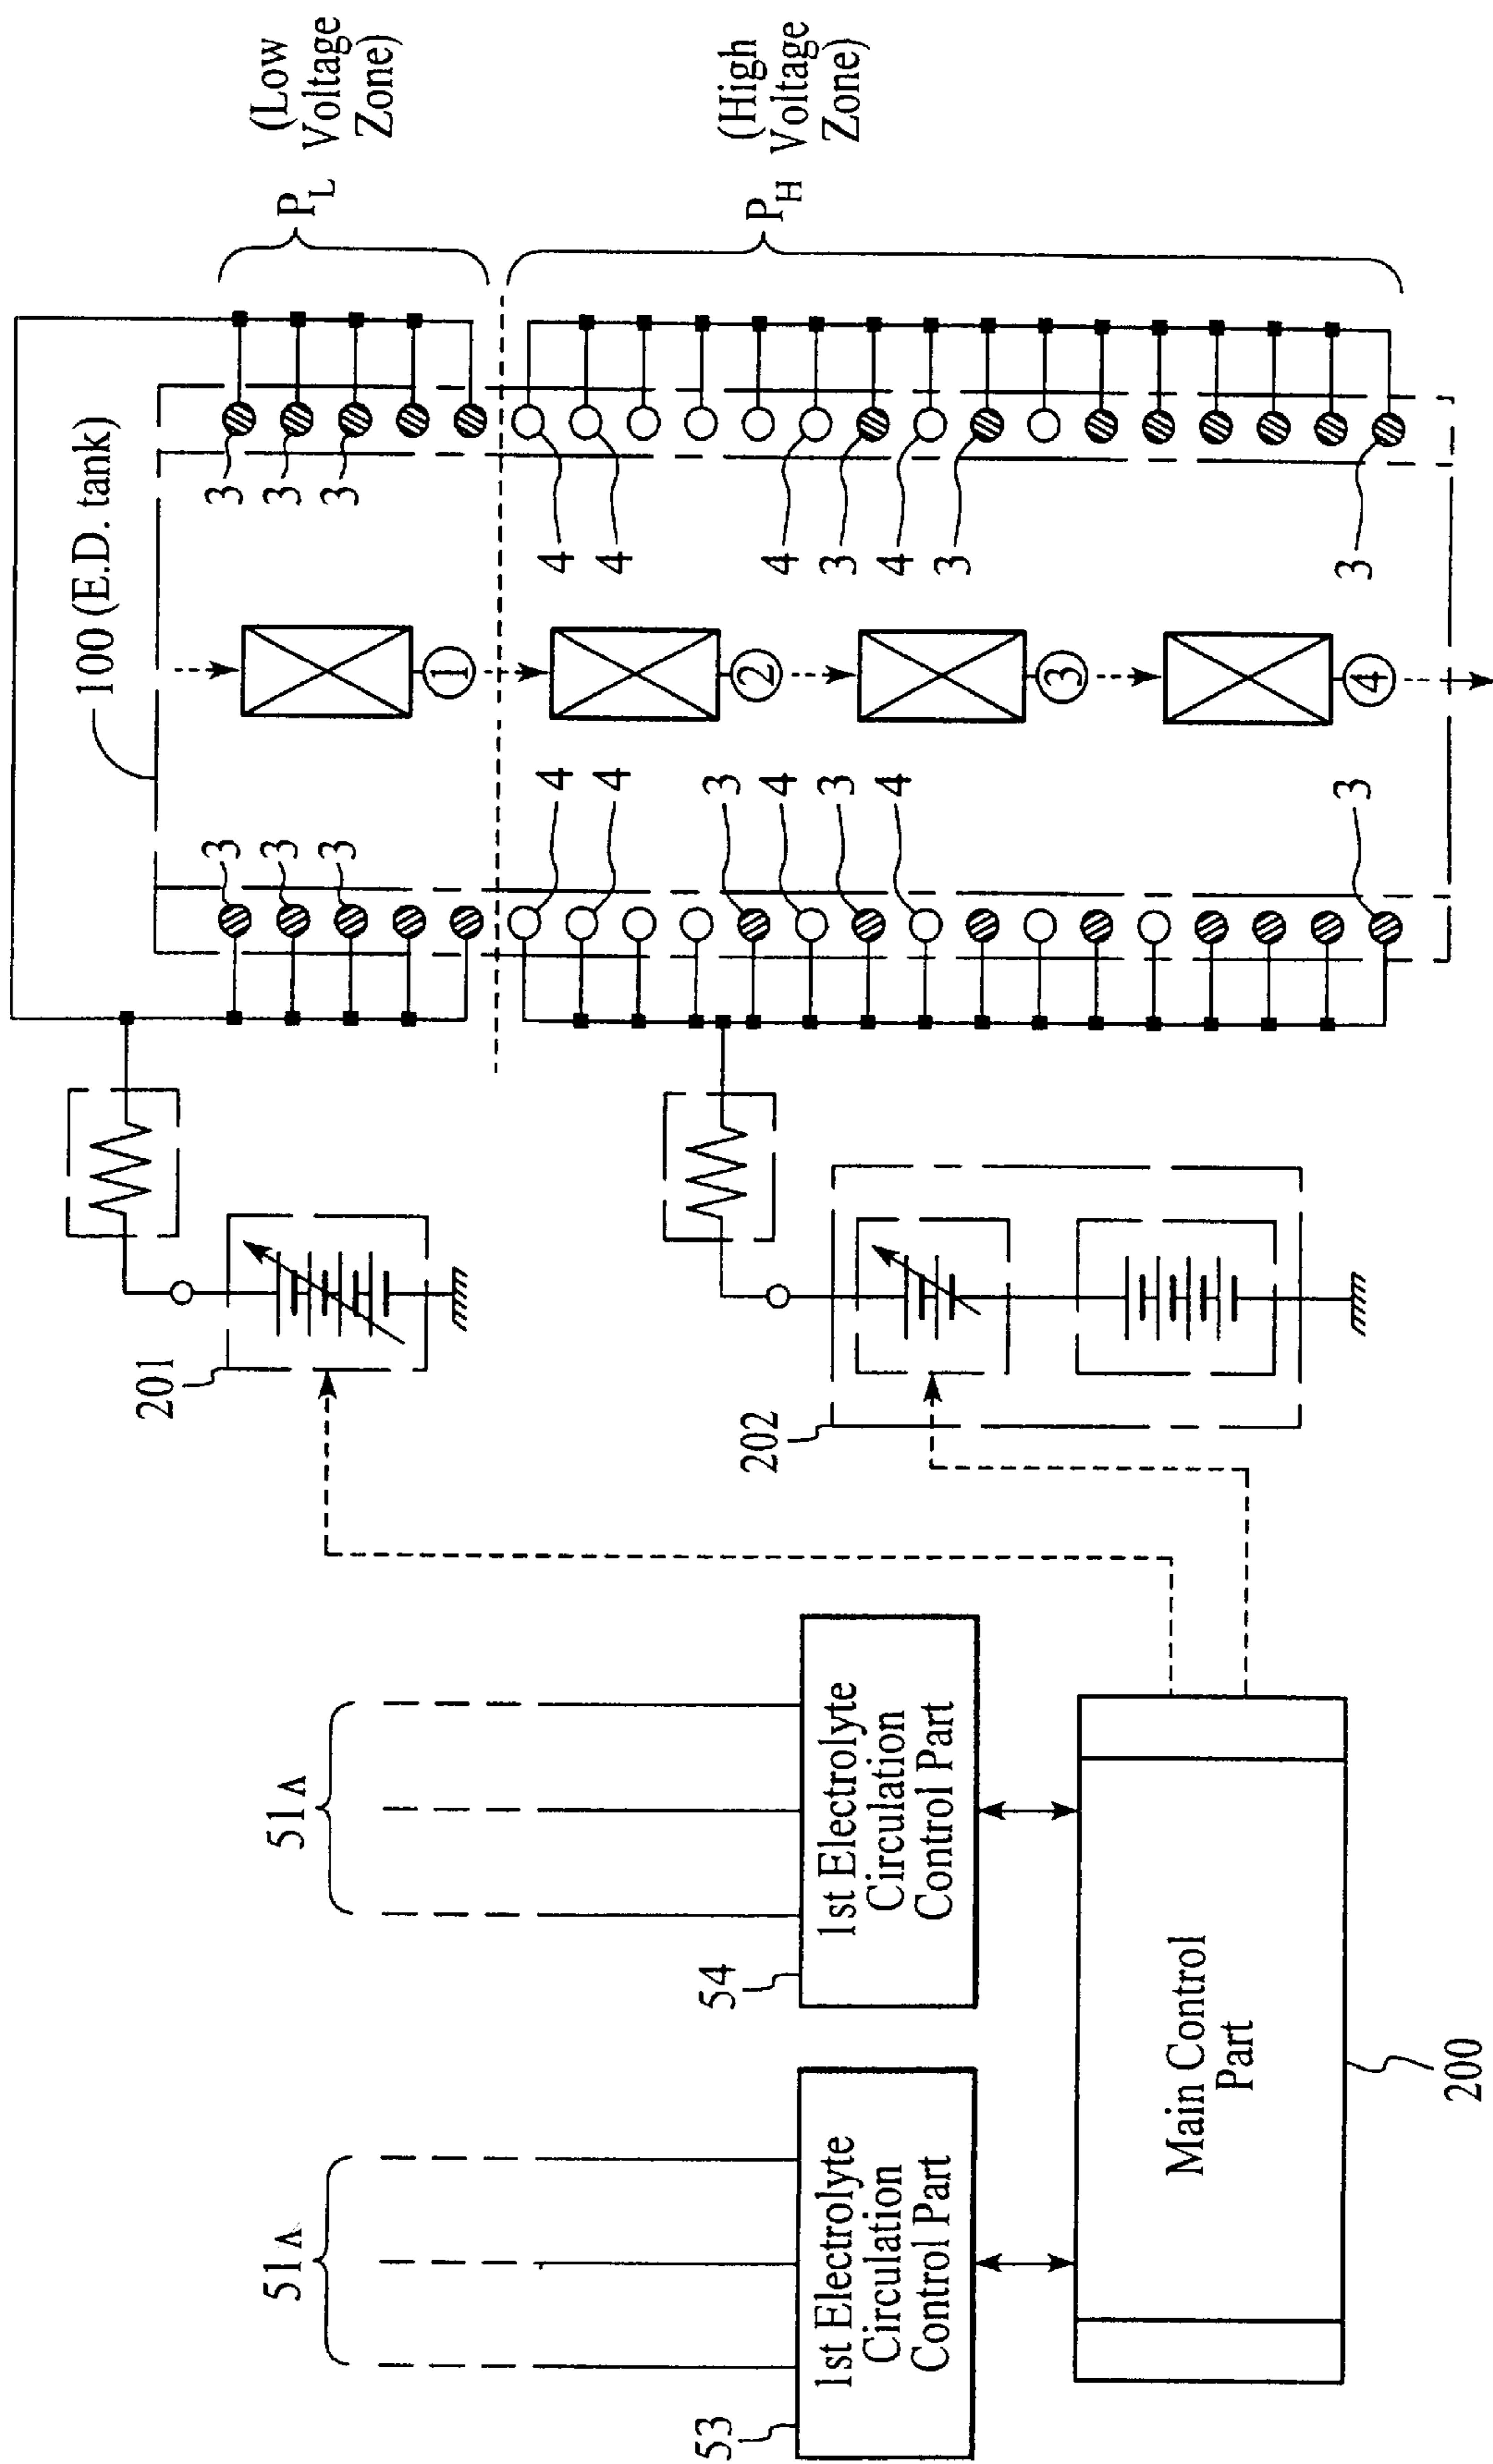 51A
53
1st Electrolyte
Circulation
Control Part
51A
54
1st Electrolyte
Circulation
Control Part
Main Control
Part
200
201
202
100 (E.D. tank)
3
3
3
4
4
3
4
3
4
3
①
②
③
④
3
3
3
4
4
4
3
4
3
3
PL
(Low
Voltage
Zone)
PH
(High
Voltage
Zone)